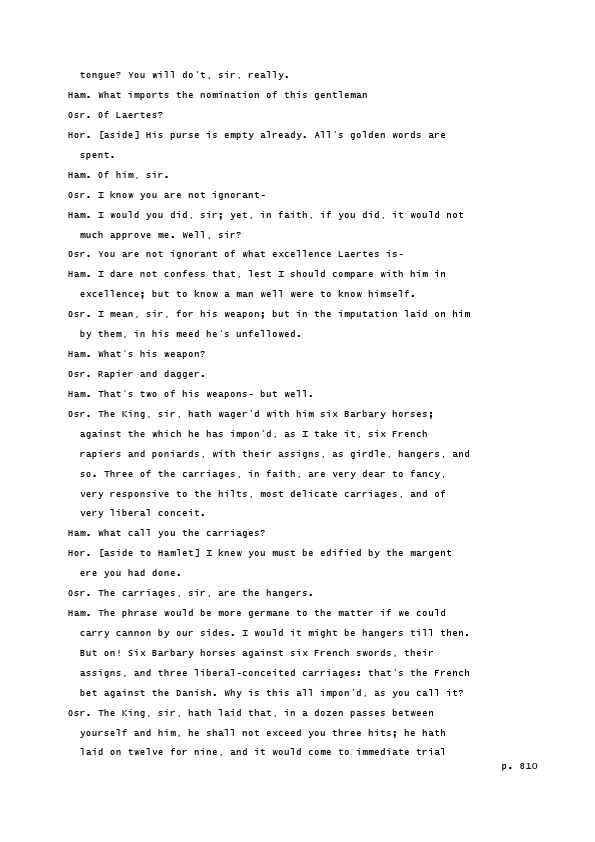 tongue? You will do't, sir, really.
Ham. What imports the nomination of this gentleman
Osr. Of Laertes?
Hor. [aside] His purse is empty already. All's golden words are
spent.
Ham. Of him, sir.
Osr. I know you are not ignorant-
Ham. I would you did, sir; yet, in faith, if you did, it would not
much approve me. Well, sir?
Osr. You are not ignorant of what excellence Laertes is-
Ham. I dare not confess that, lest I should compare with him in
excellence; but to know a man well were to know himself.
Osr. I mean, sir, for his weapon; but in the imputation laid on him
by them, in his meed he's unfellowed.
Ham. What's his weapon?
Osr. Rapier and dagger.
Ham. That's two of his weapons- but well.
Osr. The King, sir, hath wager'd with him six Barbary horses;
against the which he has impon'd, as I take it, six French
rapiers and poniards, with their assigns, as girdle, hangers, and
so. Three of the carriages, in faith, are very dear to fancy,
very responsive to the hilts, most delicate carriages, and of
very liberal conceit.
Ham. What call you the carriages?
Hor. [aside to Hamlet] I knew you must be edified by the margent
ere you had done.
Osr. The carriages, sir, are the hangers.
Ham. The phrase would be more germane to the matter if we could
carry cannon by our sides. I would it might be hangers till then.
But on! Six Barbary horses against six French swords, their
assigns, and three liberal-conceited carriages: that's the French
bet against the Danish. Why is this all impon'd, as you call it?
Osr. The King, sir, hath laid that, in a dozen passes between
yourself and him, he shall not exceed you three hits; he hath
laid on twelve for nine, and it would come to immediate trial
p. 810